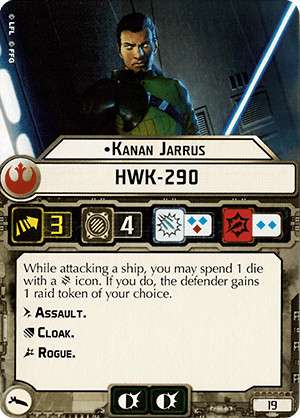 © LFL © FFG
•Kanan Jarrus
HWK-290
3 4
While attacking a ship, you may spend 1 die
with a icon. If you do, the defender gains
1 raid token of your choice.
Assault.
Cloak.
Rogue.
19